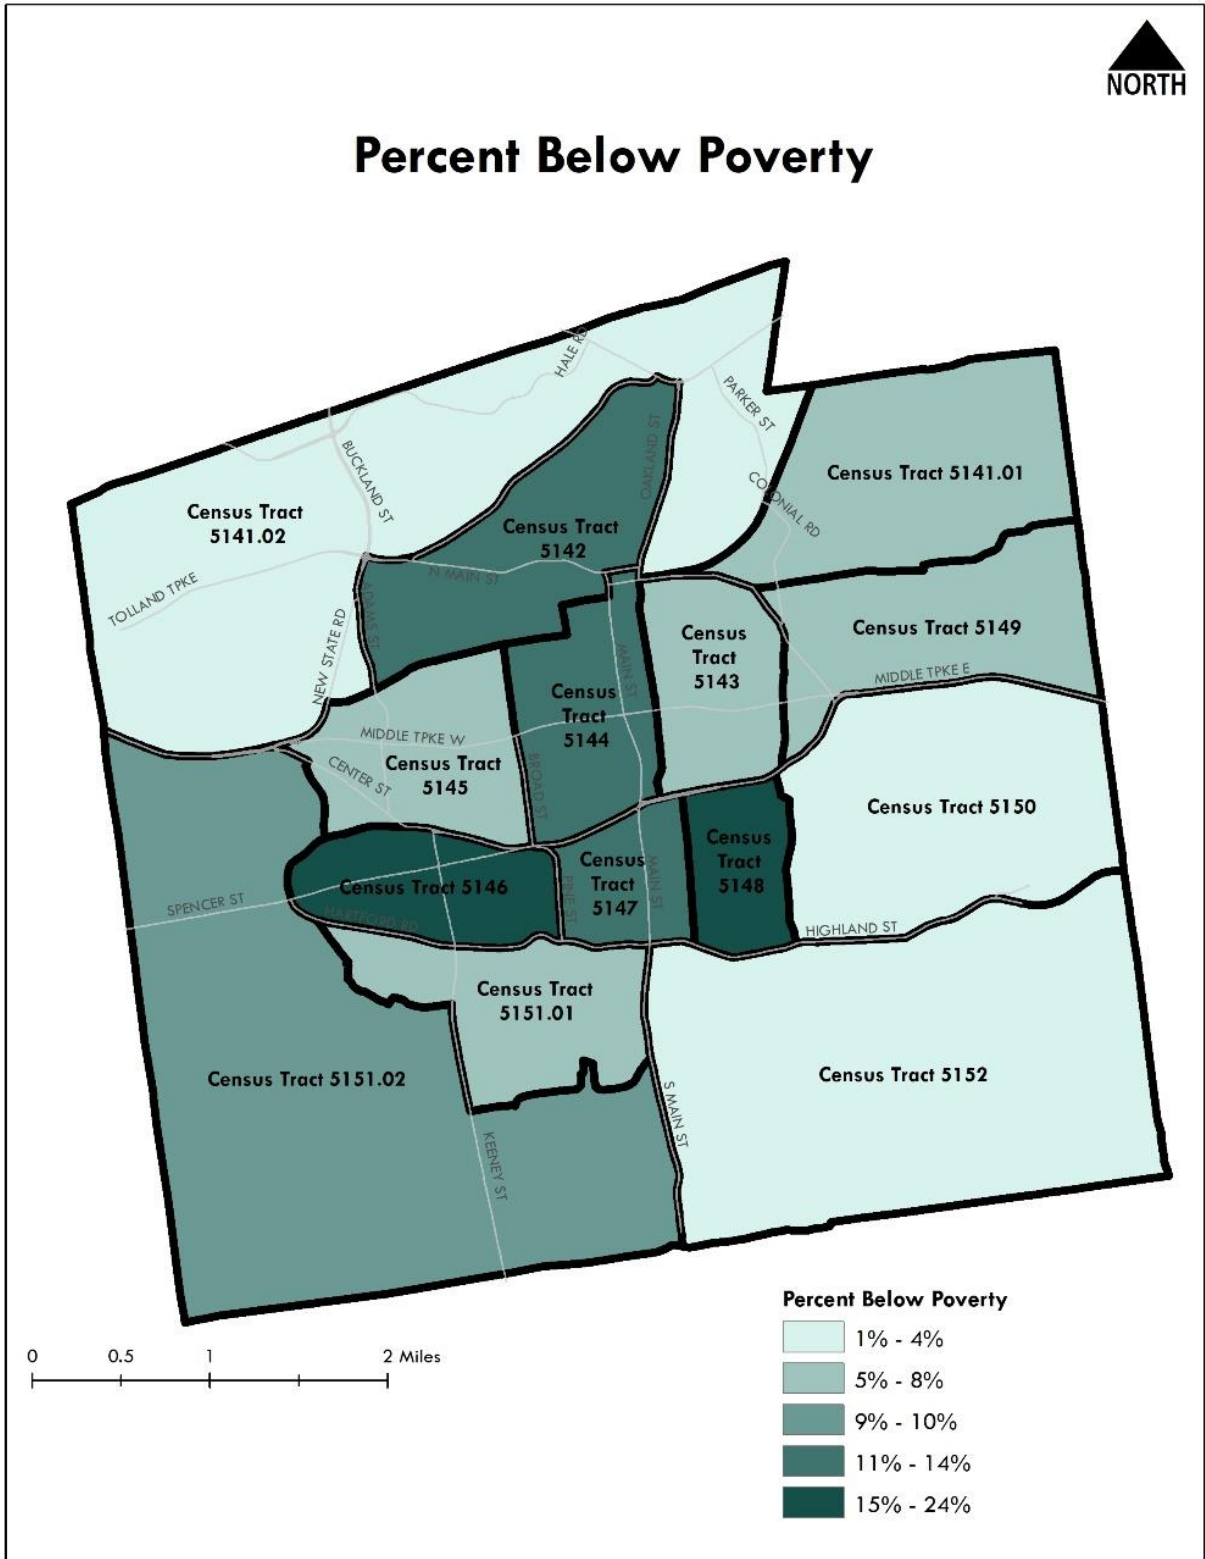 NORTH
Percent Below Poverty
HALE RD
PARKER ST
BUCKLAND ST
OAKLAND ST
Census Tract 5141.01
COLONIAL RD
Census Tract
5141.02
Census Tract
5142
N MAIN ST
TOLLAND TPKE
ADAMS ST
NEW STATE RD
Census
Tract
5143
Census Tract 5149
MAIN ST
MIDDLE TPKE E
Census
Tract
5144
MIDDLE TPKE W
CENTER ST
Census Tract
5145
BROAD ST
Census Tract 5150
Census
Tract
5148
Census
Tract
5147
MAIN ST
PINE ST
Census Tract 5146
SPENCER ST
HARTFORD RD
HIGHLAND ST
Census Tract
5151.01
Census Tract 5151.02
Census Tract 5152
S MAIN ST
KEENEY ST
Percent Below Poverty
1% - 4%
5% - 8%
9% - 10%
11% - 14%
15% - 24%
0 0.5 1 2 Miles